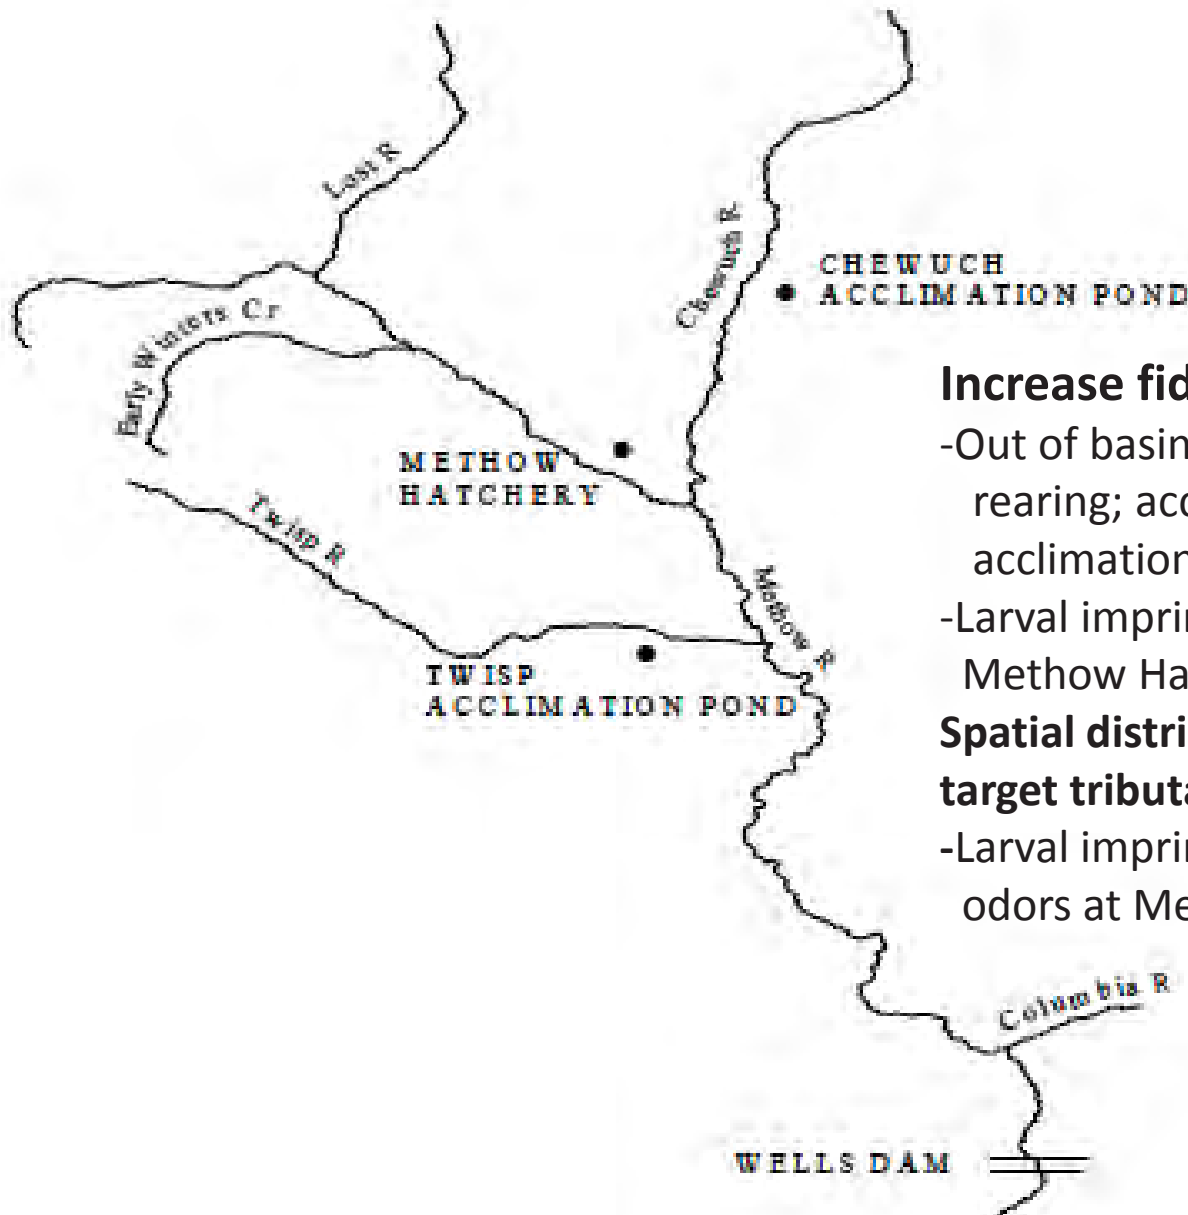 Lost R
Chewuch R
CHEWUCH
ACCLIMATION POND
Early Winters Cr
METHOW
HATCHERY
Twisp R
Methow R
TWISP
ACCLIMATION POND
Increase fid
-Out of basin
rearing; acc
acclimation
-Larval imprin
Methow Ha
Spatial distri
target tributa
-Larval imprin
odors at Me
Columbia R
WELLS DAM